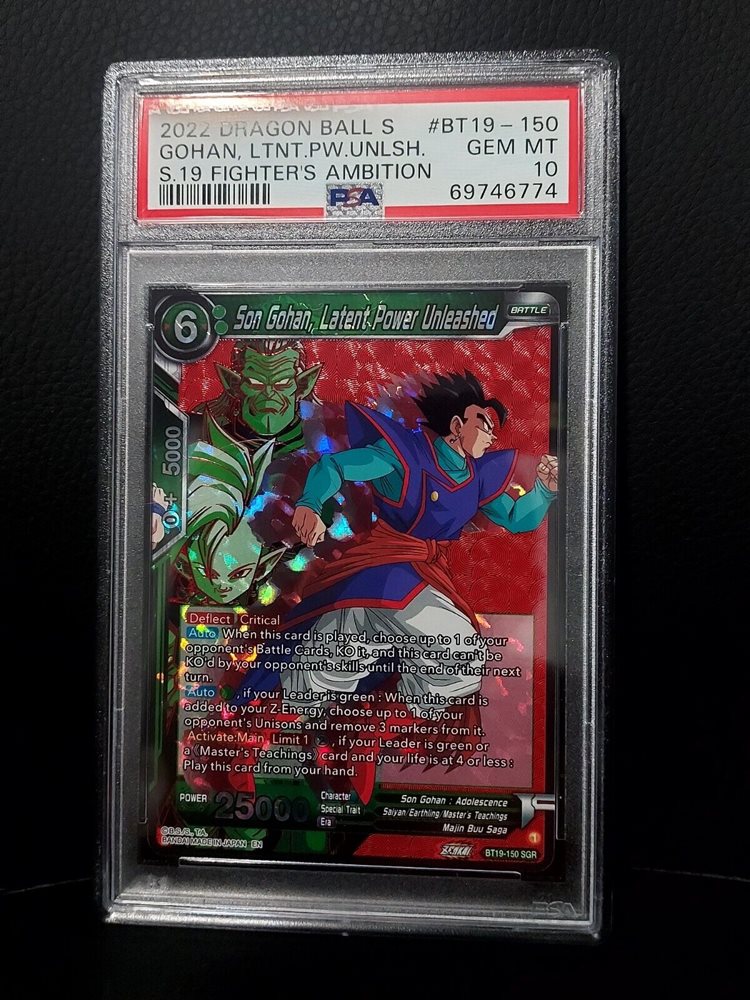 2022 DRAGON BALL S #BT19-150
GOHAN, LTNT.PW.UNLSH. GEM MT
S.19 FIGHTER'S AMBITION 10
PSA 69746774
6 Son Gohan, Latent Power Unleashed BATTLE
0+ 5000
Deflect Critical
Auto When this card is played, choose up to 1 of your
opponent's Battle Cards, KO it, and this card can't be
KO'd by your opponent's skills until the end of their next
turn.
Auto , if your Leader is green : When this card is
added to your Z-Energy, choose up to 1 of your
opponent's Unisons and remove 3 markers from it.
Activate:Main Limit 1 2, if your Leader is green or
a 《Master's Teachings》 card and your life is at 4 or less :
Play this card from your hand.
POWER 25000
Character Son Gohan : Adolescence
Special Trait Saiyan/Earthling/Master's Teachings
Era Majin Buu Saga
©B.S./S., T.A.
BANDAI MADE IN JAPAN EN
1
BT19-150 SGR
PSA